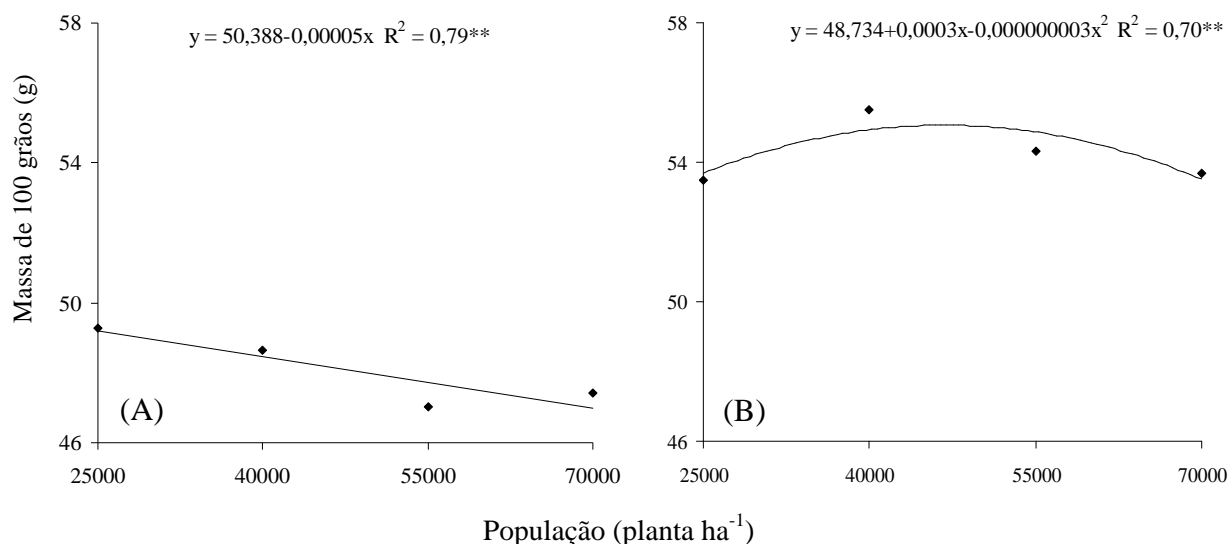 y = 50,388-0,00005x R² = 0,79**
58
54
50
46
Massa de 100 grãos (g)
(A)
25000 40000 55000 70000
y = 48,734+0,0003x-0,000000003x² R² = 0,70**
58
54
50
46
(B)
25000 40000 55000 70000
População (planta ha⁻¹)